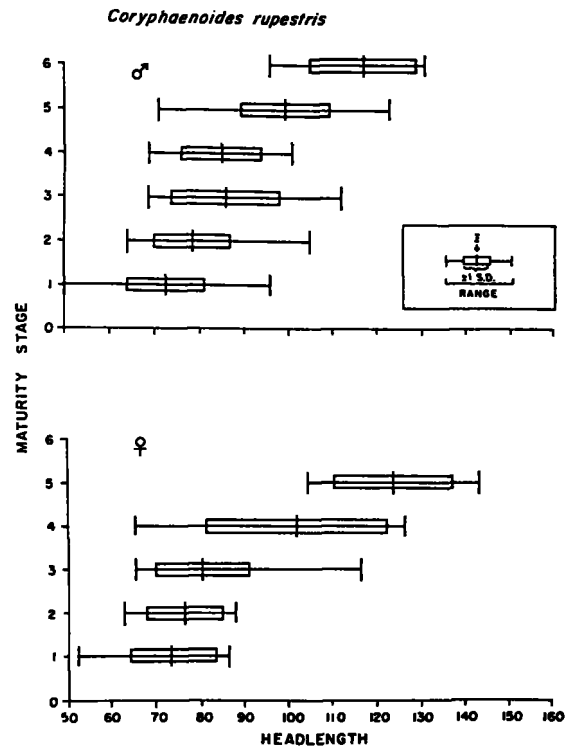 Coryphaenoides rupestris
♂
6
5
4
3
2
1
0
±1 S.D.
RANGE
MATURITY STAGE
♀
6
5
4
3
2
1
0
50 60 70 80 90 100 110 120 130 140 150 160
HEADLENGTH